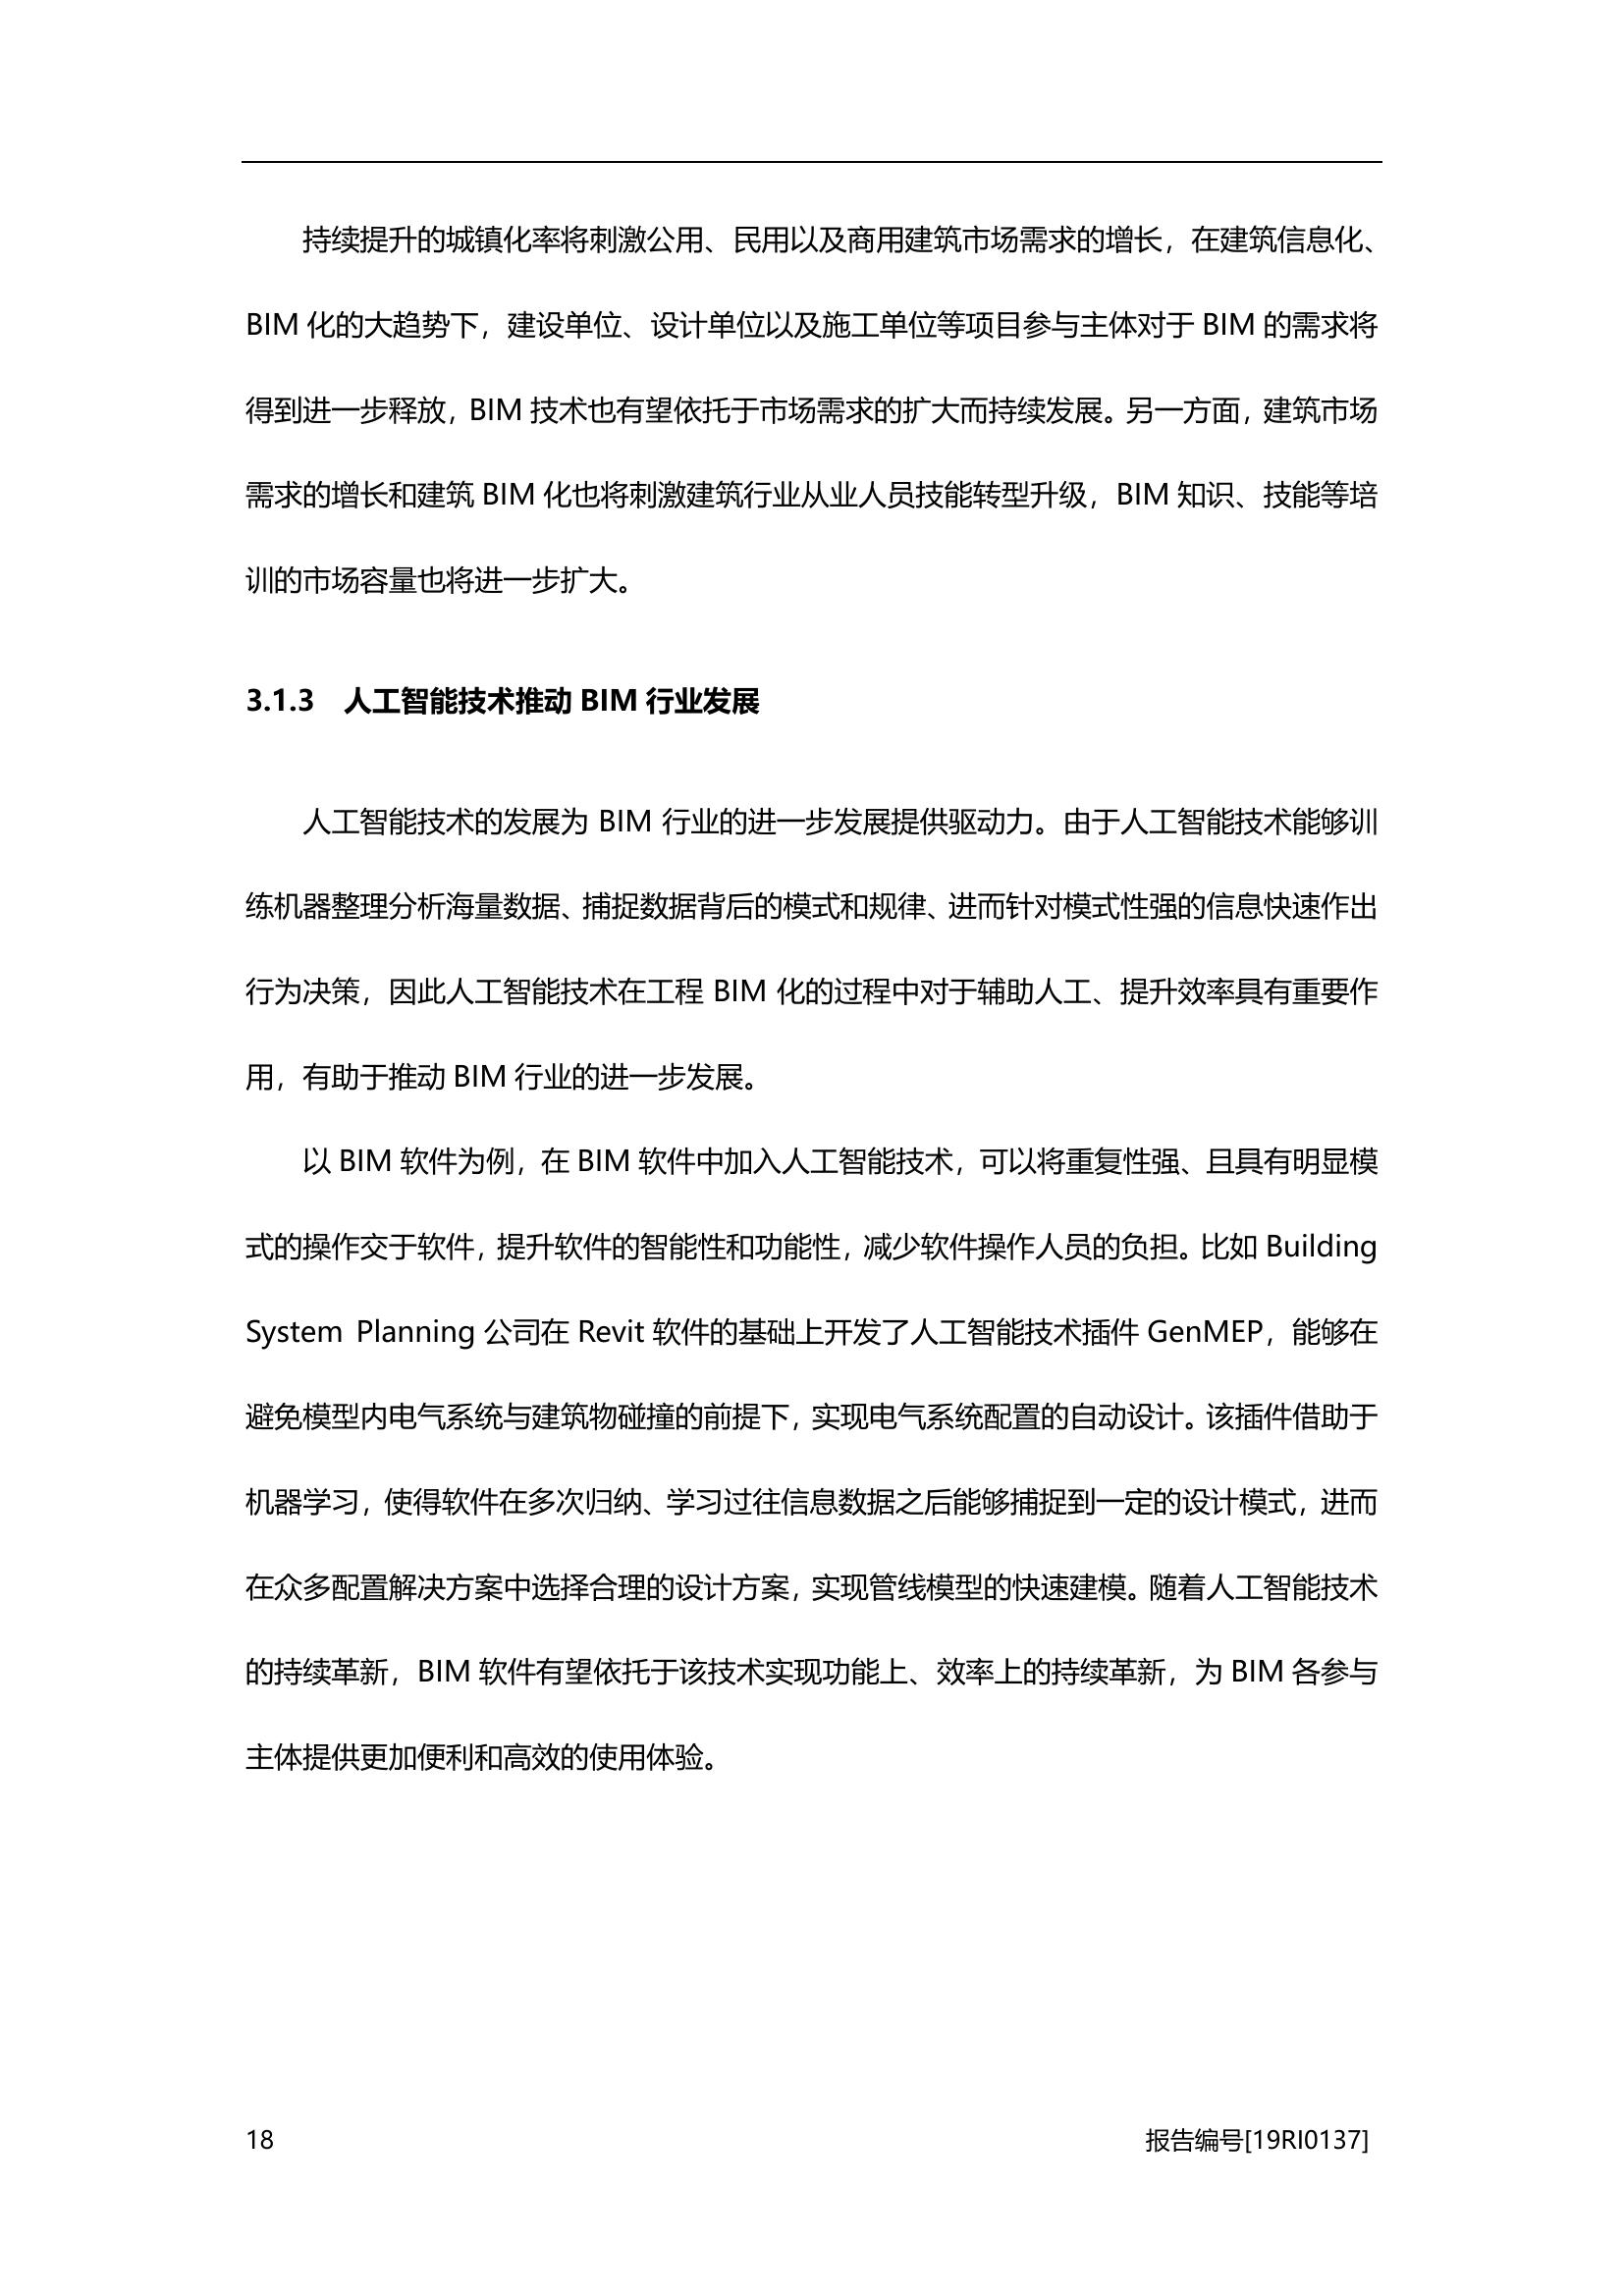 持续提升的城镇化率将刺激公用、民用以及商用建筑市场需求的增长，在建筑信息化、
BIM 化的大趋势下，建设单位、设计单位以及施工单位等项目参与主体对于 BIM 的需求将
得到进一步释放，BIM 技术也有望依托于市场需求的扩大而持续发展。另一方面，建筑市场
需求的增长和建筑 BIM 化也将刺激建筑行业从业人员技能转型升级，BIM 知识、技能等培
训的市场容量也将进一步扩大。
3.1.3 人工智能技术推动 BIM 行业发展
人工智能技术的发展为 BIM 行业的进一步发展提供驱动力。由于人工智能技术能够训
练机器整理分析海量数据、捕捉数据背后的模式和规律、进而针对模式性强的信息快速作出
行为决策，因此人工智能技术在工程 BIM 化的过程中对于辅助人工、提升效率具有重要作
用，有助于推动 BIM 行业的进一步发展。
以 BIM 软件为例，在 BIM 软件中加入人工智能技术，可以将重复性强、且具有明显模
式的操作交于软件，提升软件的智能性和功能性，减少软件操作人员的负担。比如 Building
System Planning 公司在 Revit 软件的基础上开发了人工智能技术插件 GenMEP，能够在
避免模型内电气系统与建筑物碰撞的前提下，实现电气系统配置的自动设计。该插件借助于
机器学习，使得软件在多次归纳、学习过往信息数据之后能够捕捉到一定的设计模式，进而
在众多配置解决方案中选择合理的设计方案，实现管线模型的快速建模。随着人工智能技术
的持续革新，BIM 软件有望依托于该技术实现功能上、效率上的持续革新，为 BIM 各参与
主体提供更加便利和高效的使用体验。
18 报告编号[19RI0137]